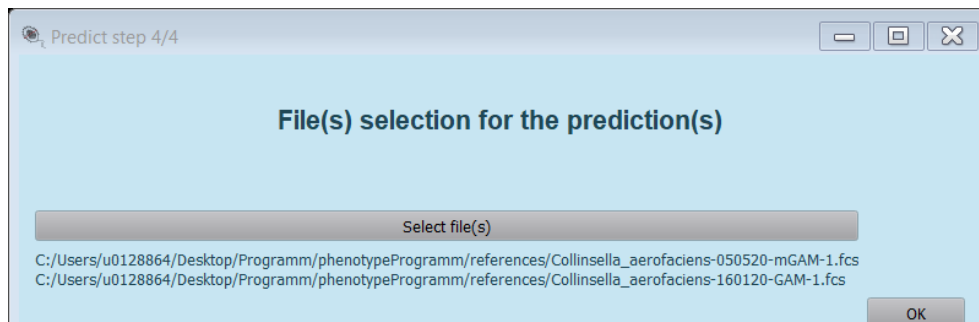 Predict step 4/4
File(s) selection for the prediction(s)
Select file(s)
C:/Users/u0128864/Desktop/Programm/phenotypeProgramm/references/Collinsella_aerofaciens-050520-mGAM-1.fcs
C:/Users/u0128864/Desktop/Programm/phenotypeProgramm/references/Collinsella_aerofaciens-160120-GAM-1.fcs
OK